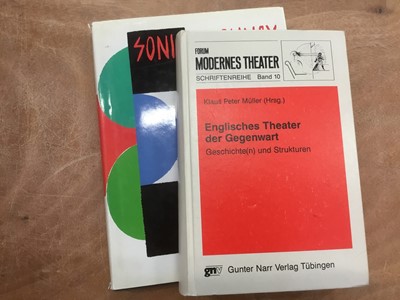 SONI
FORUM
MODERNES THEATER
SCHRIFTENREIHE Band 10
Klaus Peter Müller (Hrsg.)
Englisches Theater
der Gegenwart
Geschichte(n) und Strukturen
gnv Gunter Narr Verlag Tübingen